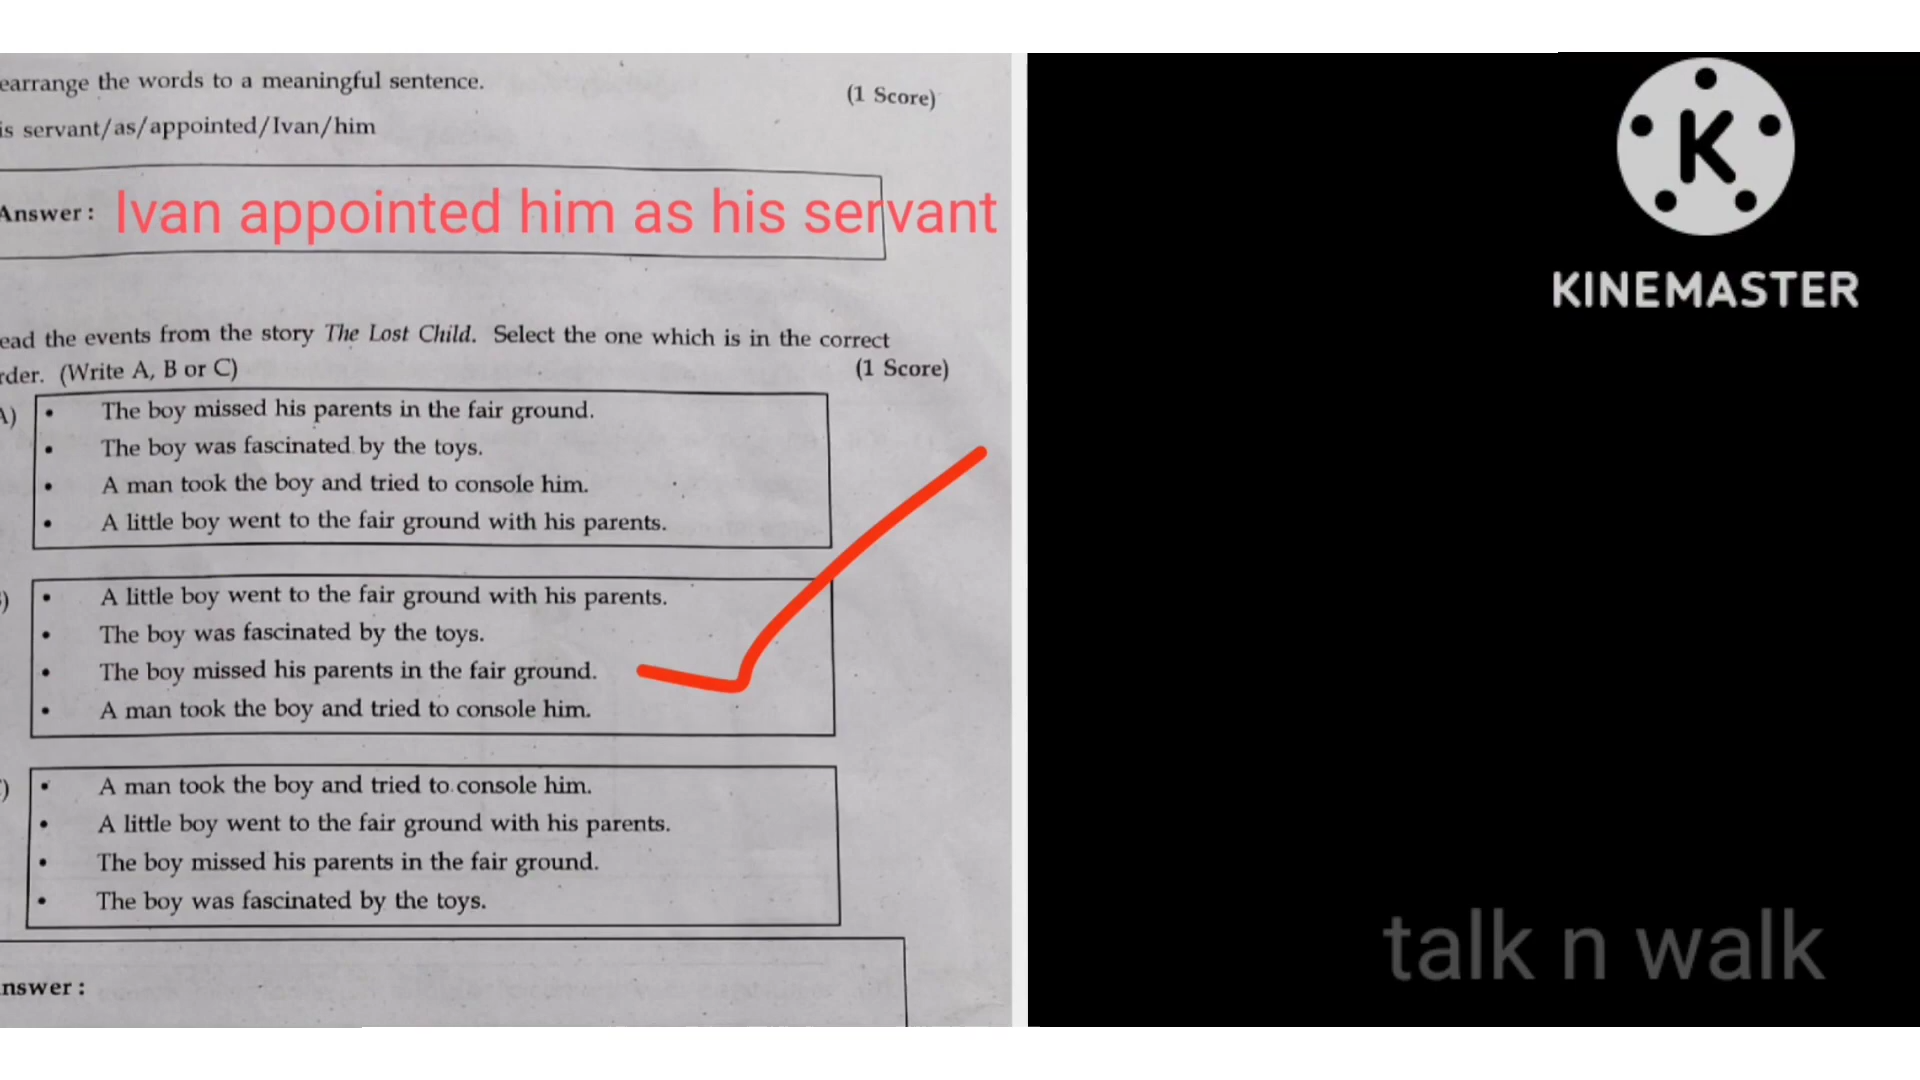 earrange the words to a meaningful sentence.
(1 Score)
is servant/as/appointed/Ivan/him
Answer : Ivan appointed him as his servant
ead the events from the story The Lost Child. Select the one which is in the correct
rder. (Write A, B or C)
(1 Score)
A)
• The boy missed his parents in the fair ground.
• The boy was fascinated by the toys.
• A man took the boy and tried to console him.
• A little boy went to the fair ground with his parents.
)
• A little boy went to the fair ground with his parents.
• The boy was fascinated by the toys.
• The boy missed his parents in the fair ground.
• A man took the boy and tried to console him.
)
• A man took the boy and tried to console him.
• A little boy went to the fair ground with his parents.
• The boy missed his parents in the fair ground.
• The boy was fascinated by the toys.
nswer :
K
KINEMASTER
talk n walk